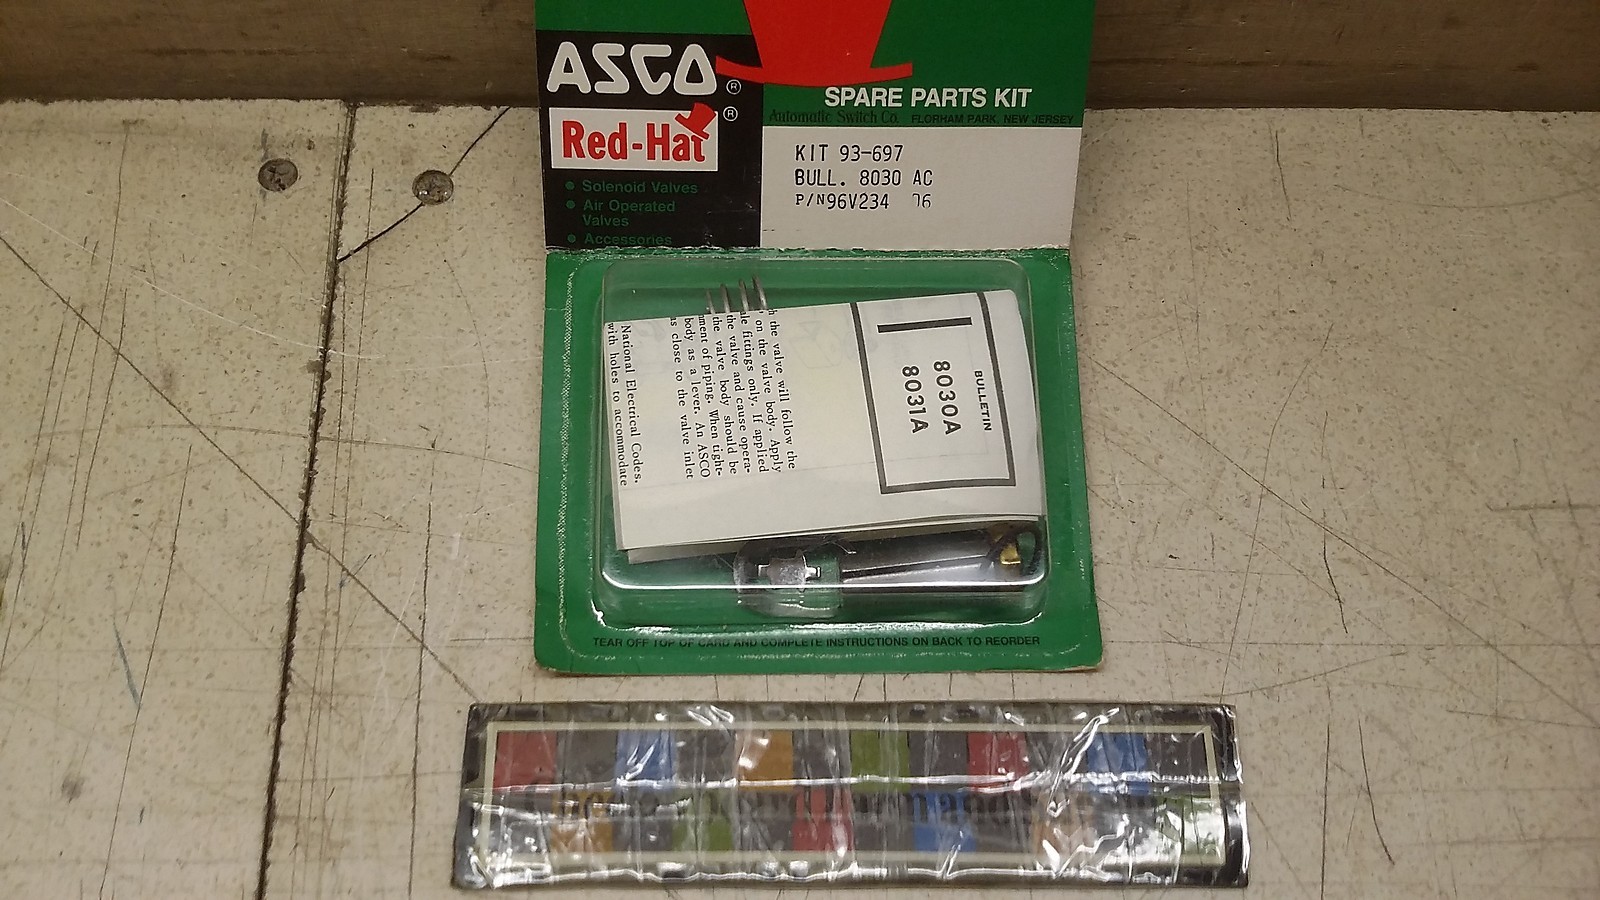 ASCO ®
Red-Hat ®
● Solenoid Valves
● Air Operated
Valves
● Accessories
SPARE PARTS KIT
Automatic Switch Co. FLORHAM PARK, NEW JERSEY
KIT 93-697
BULL. 8030 AC
P/N96V234 06
BULLETIN
8030A
8031A
the valve will follow the
on the valve body. Apply
fittings only. If applied
the valve and cause opera-
the valve body should be
ment of piping. When tight-
body as a lever. An ASCO
as close to the valve inlet
National Electrical Codes.
with holes to accommodate
TEAR OFF TOP OF CARD AND COMPLETE INSTRUCTIONS ON BACK TO REORDER